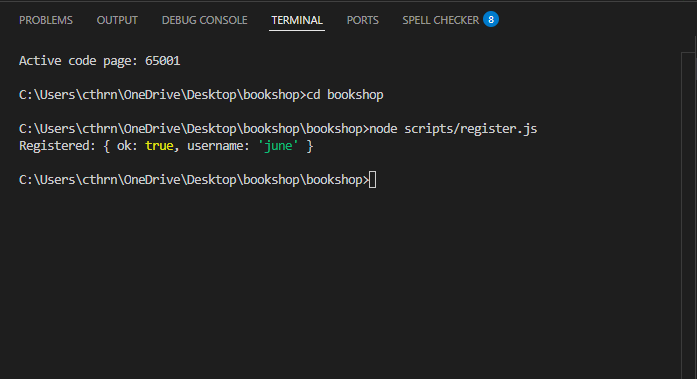 PROBLEMS OUTPUT DEBUG CONSOLE TERMINAL PORTS SPELL CHECKER 8
Active code page: 65001
C:\Users\cthrn\OneDrive\Desktop\bookshop>cd bookshop
C:\Users\cthrn\OneDrive\Desktop\bookshop\bookshop>node scripts/register.js
Registered: { ok: true, username: 'june' }
C:\Users\cthrn\OneDrive\Desktop\bookshop\bookshop>